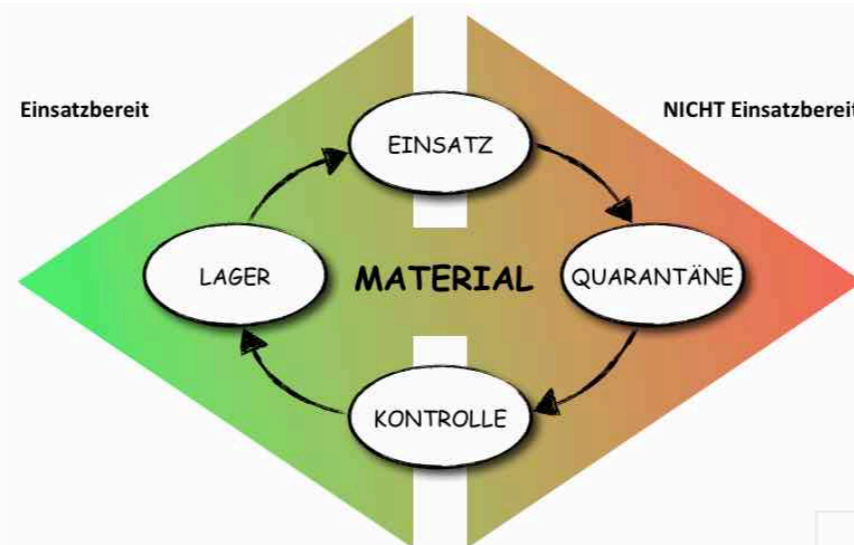 Einsatzbereit
NICHT Einsatzbereit
EINSATZ
LAGER
MATERIAL
QUARANTÄNE
KONTROLLE